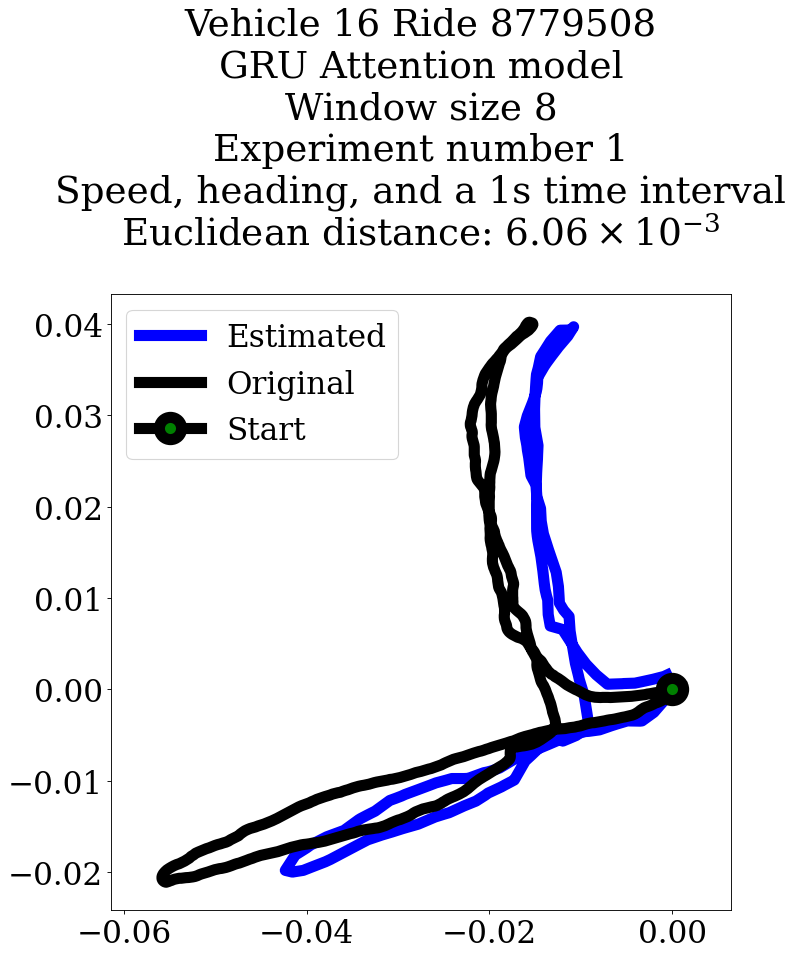 Vehicle 16 Ride 8779508
GRU Attention model
Window size 8
Experiment number 1
Speed, heading, and a 1s time interval
Euclidean distance: 6.06 × 10⁻³
Estimated
Original
Start
0.04
0.03
0.02
0.01
0.00
−0.01
−0.02
−0.06 −0.04 −0.02 0.00